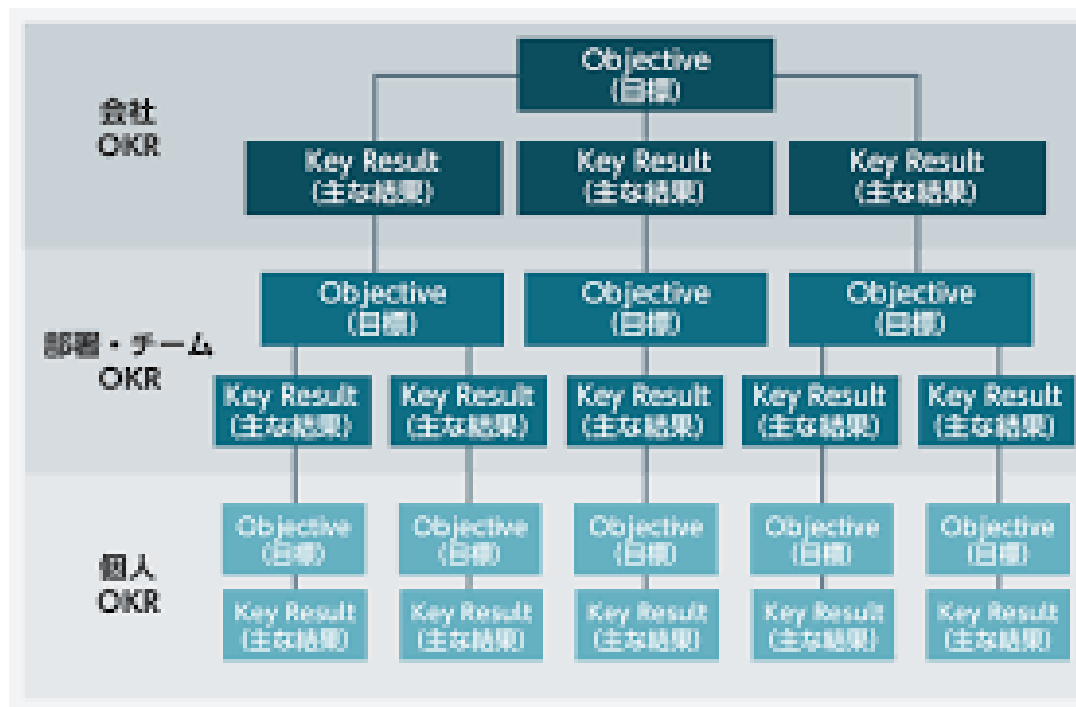 Objective
(目標)
会社
OKR
Key Result
(主な結果)
Key Result
(主な結果)
Key Result
(主な結果)
Objective
(目標)
Objective
(目標)
Objective
(目標)
部署・チーム
OKR
Key Result
(主な結果)
Key Result
(主な結果)
Key Result
(主な結果)
Key Result
(主な結果)
Key Result
(主な結果)
Objective
(目標)
Objective
(目標)
Objective
(目標)
Objective
(目標)
Objective
(目標)
個人
OKR
Key Result
(主な結果)
Key Result
(主な結果)
Key Result
(主な結果)
Key Result
(主な結果)
Key Result
(主な結果)